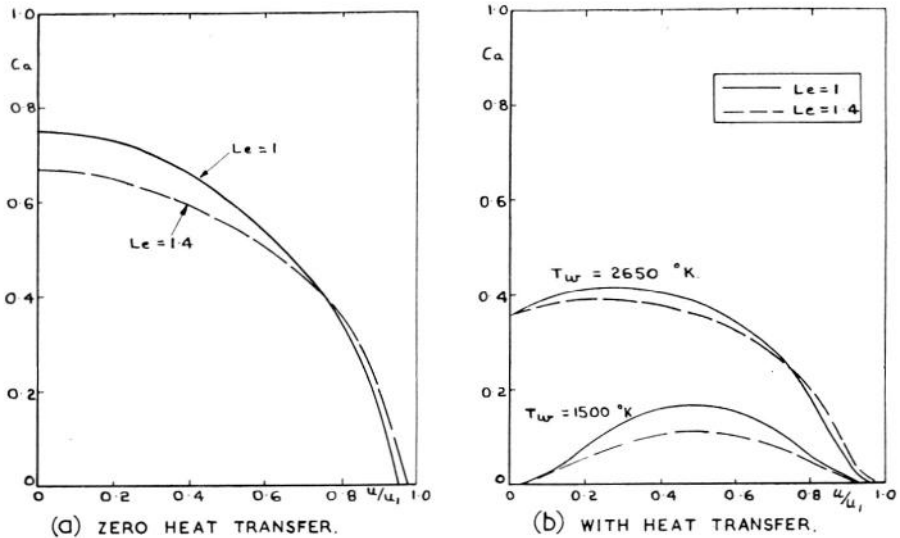 1.0
Ca
0.8
0.6
0.4
0.2
0
Le=1
Le=1.4
0
0.2
0.4
0.6
0.8
u/u₁
1.0
(a) ZERO HEAT TRANSFER.
1.0
Ca
0.8
0.6
0.4
0.2
0
Le=1
Le=1.4
Tw = 2650 °K.
Tw=1500 °K
0
0.2
0.4
0.6
0.8
u/u₁
1.0
(b) WITH HEAT TRANSFER.